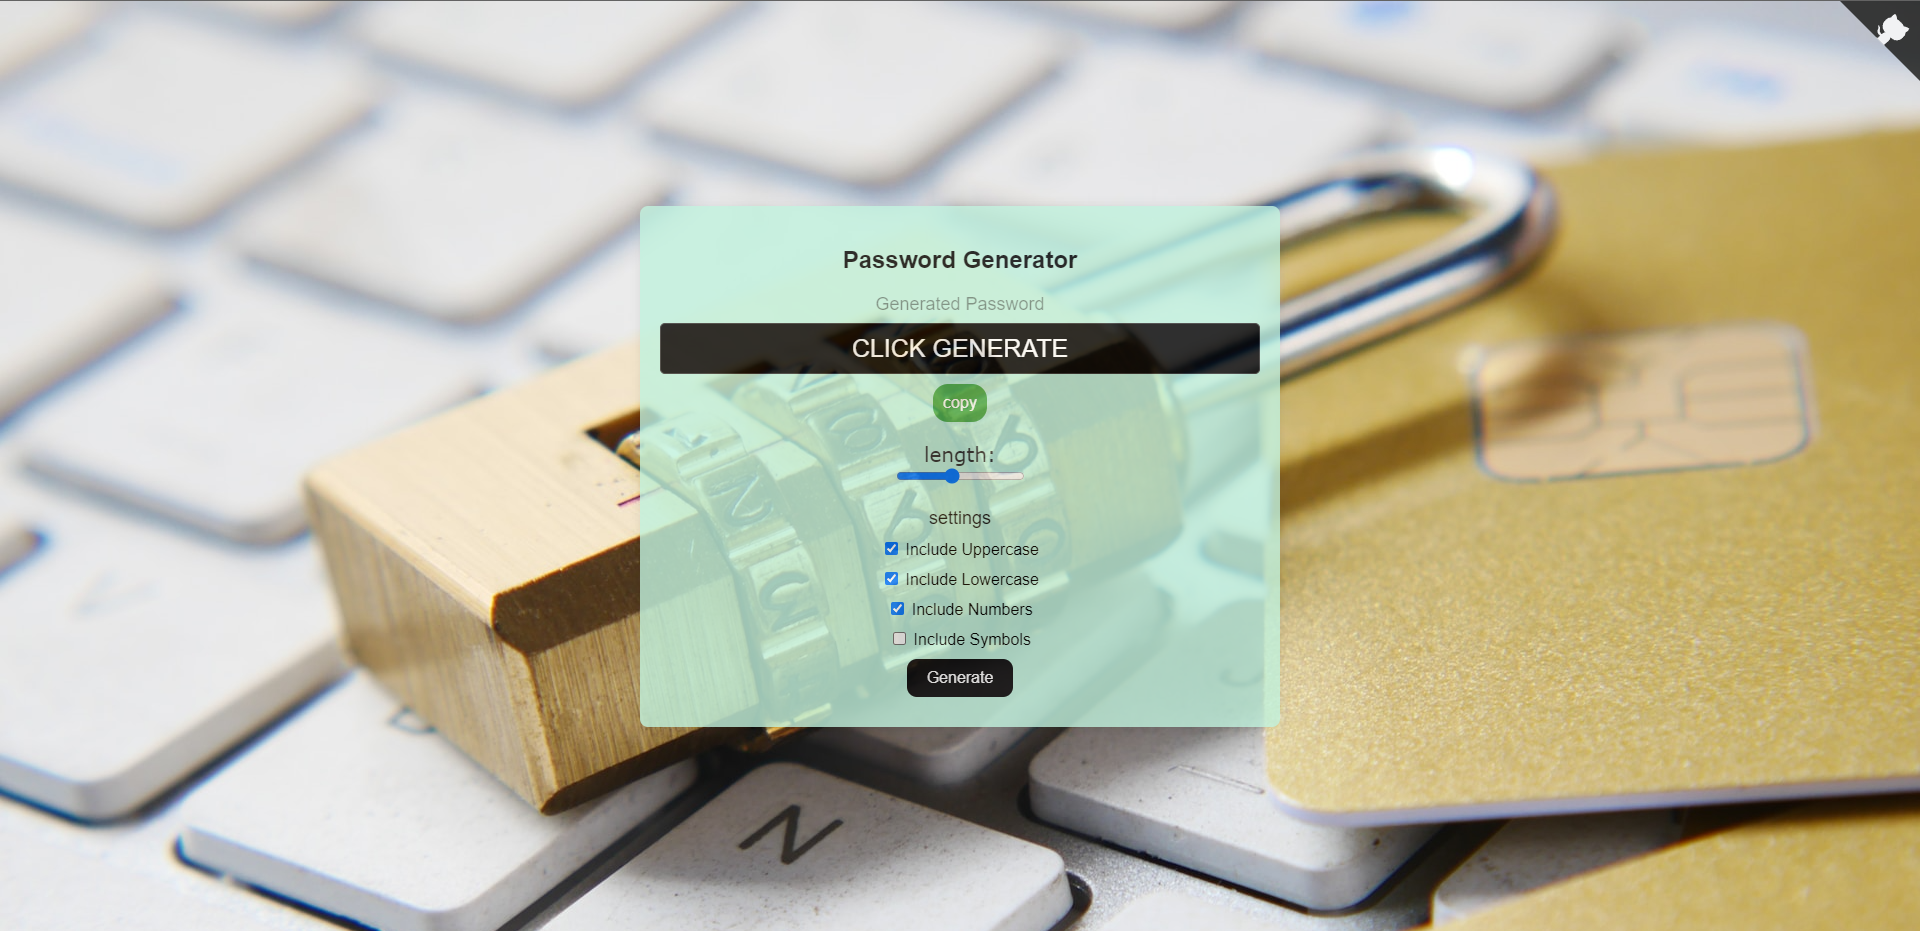 Password Generator
Generated Password
CLICK GENERATE
copy
length:
settings
Include Uppercase
Include Lowercase
Include Numbers
Include Symbols
Generate
N